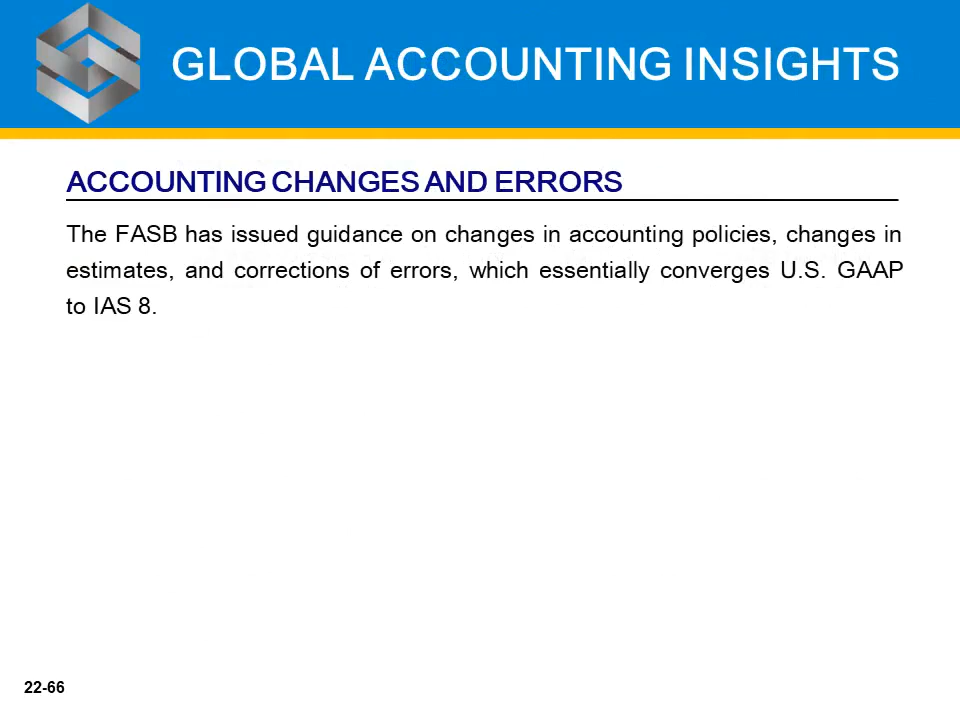 GLOBAL ACCOUNTING INSIGHTS
ACCOUNTING CHANGES AND ERRORS
The FASB has issued guidance on changes in accounting policies, changes in
estimates, and corrections of errors, which essentially converges U.S. GAAP
to IAS 8.
22-66